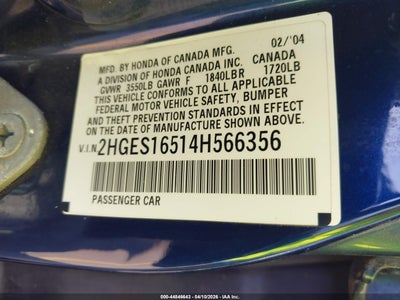 MFD. BY HONDA OF CANADA MFG. 02/'04
A DIVISION OF HONDA CANADA INC. CANADA
GVWR 3550LB GAWR F 1840LBR 1720LB
THIS VEHICLE CONFORMS TO ALL APPLICABLE
FEDERAL MOTOR VEHICLE SAFETY, BUMPER
AND THEFT PREVENTION STANDARDS IN EFFECT
ON THE DATE OF MANUFACTURE SHOWN ABOVE.
V.I.N 2HGES16514H566356
PASSENGER CAR
000-44846643 - 04/10/2026 - IAA Inc.